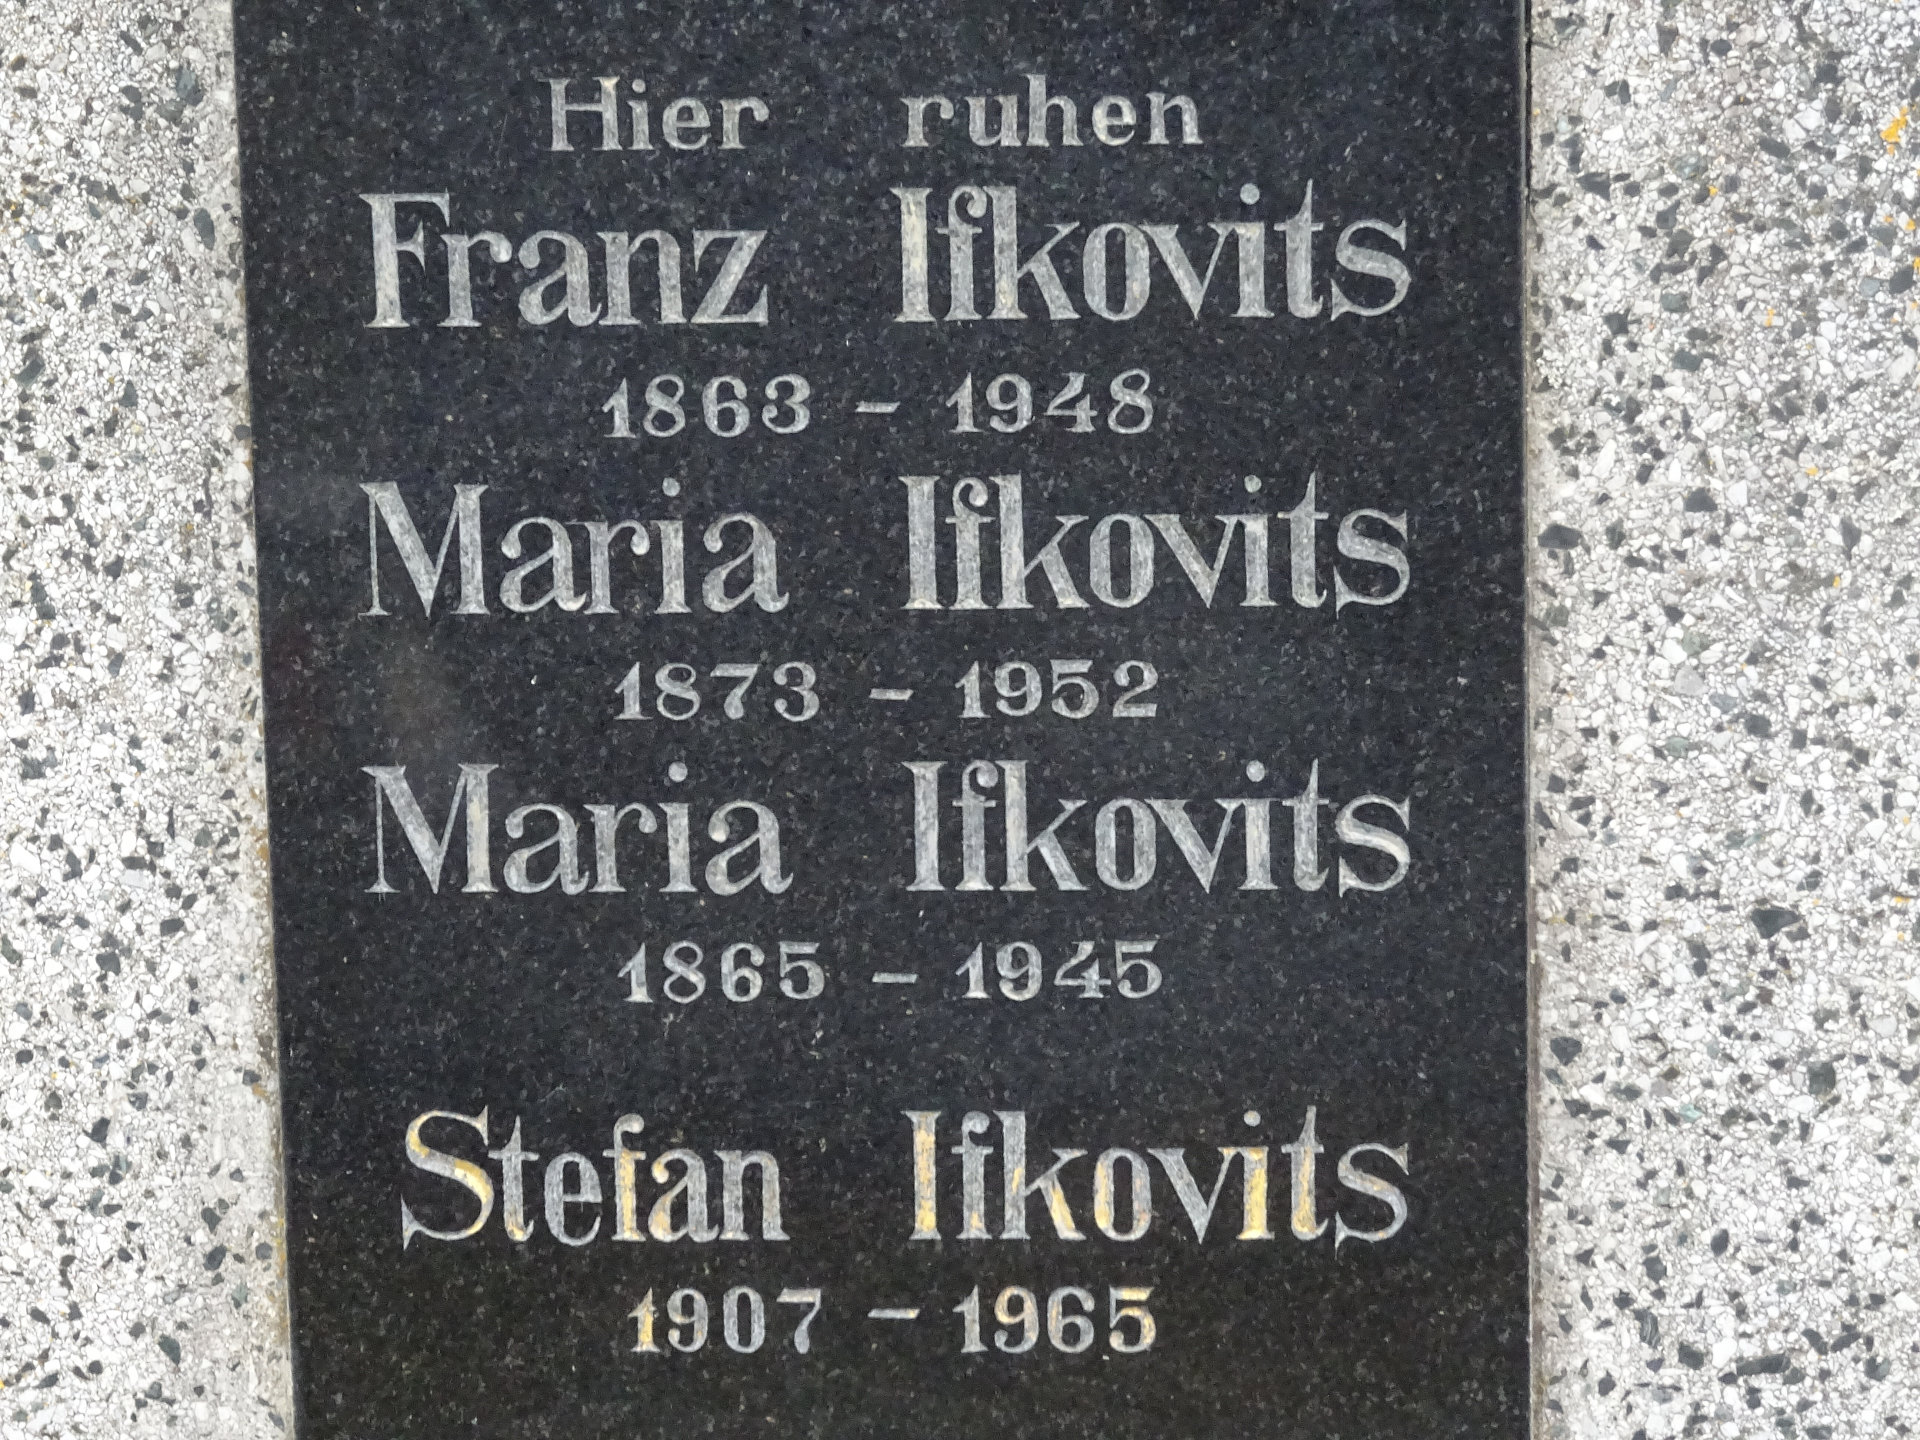 Hier ruhen
Franz Ifkovits
1863 - 1948
Maria Ifkovits
1873 - 1952
Maria Ifkovits
1865 - 1945
Stefan Ifkovits
1907 - 1965